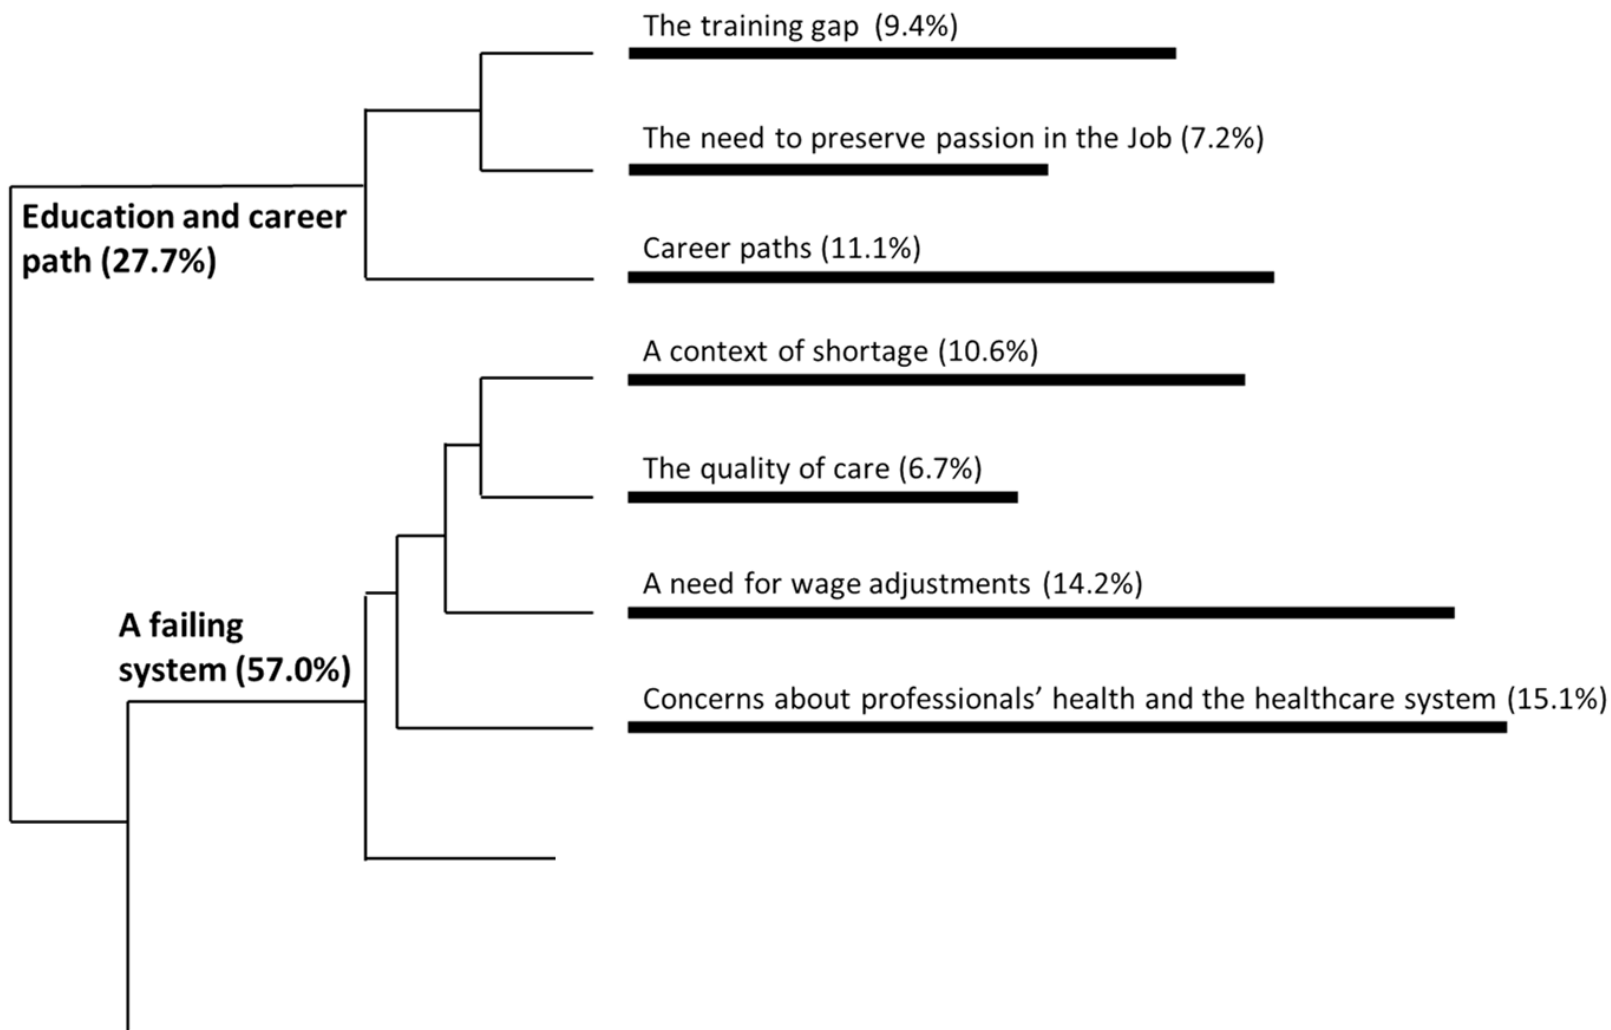 The training gap (9.4%)
The need to preserve passion in the Job (7.2%)
Education and career
path (27.7%)
Career paths (11.1%)
A context of shortage (10.6%)
The quality of care (6.7%)
A need for wage adjustments (14.2%)
A failing
system (57.0%)
Concerns about professionals’ health and the healthcare system (15.1%)